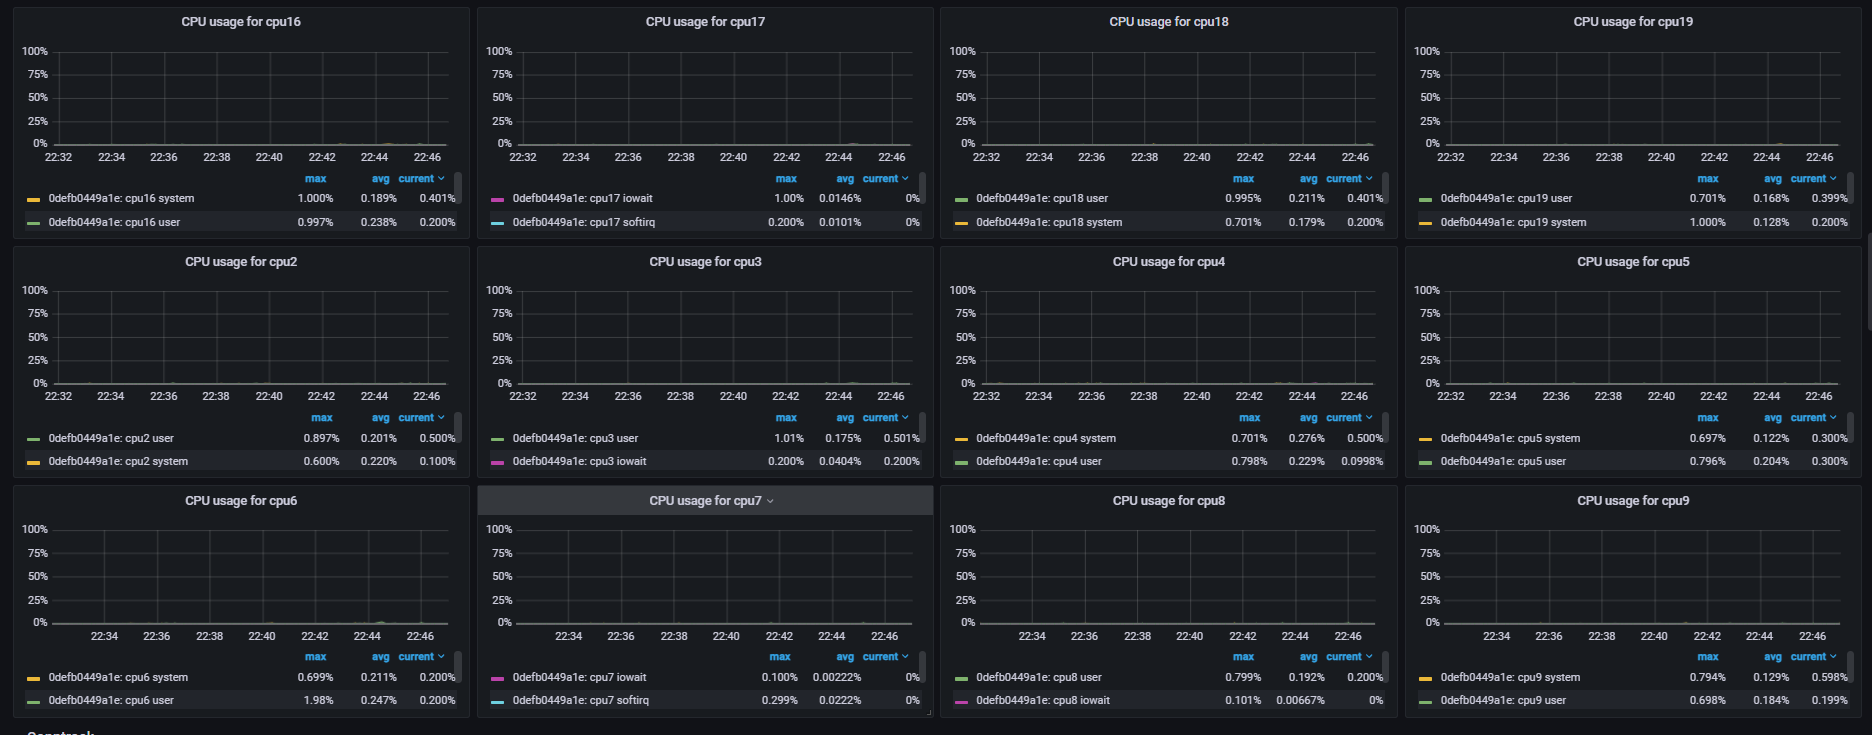 CPU usage for cpu16 CPU usage for cpu17 CPU usage for cpu18 CPU usage for cpu19
100% 100% 100% 100%
75% 75% 75% 75%
50% 50% 50% 50%
25% 25% 25% 25%
0% 0% 0% 0%
22:32 22:34 22:36 22:38 22:40 22:42 22:44 22:46 22:32 22:34 22:36 22:38 22:40 22:42 22:44 22:46 22:32 22:34 22:36 22:38 22:40 22:42 22:44 22:46 22:32 22:34 22:36 22:38 22:40 22:42 22:44 22:46
max avg current max avg current max avg current max avg current
0defb0449a1e: cpu16 system 1.000% 0.189% 0.401% 0defb0449a1e: cpu17 iowait 1.00% 0.0146% 0% 0defb0449a1e: cpu18 user 0.995% 0.211% 0.401% 0defb0449a1e: cpu19 user 0.701% 0.168% 0.399%
0defb0449a1e: cpu16 user 0.997% 0.238% 0.200% 0defb0449a1e: cpu17 softirq 0.200% 0.0101% 0% 0defb0449a1e: cpu18 system 0.701% 0.179% 0.200% 0defb0449a1e: cpu19 system 1.000% 0.128% 0.200%
CPU usage for cpu2 CPU usage for cpu3 CPU usage for cpu4 CPU usage for cpu5
100% 100% 100% 100%
75% 75% 75% 75%
50% 50% 50% 50%
25% 25% 25% 25%
0% 0% 0% 0%
22:32 22:34 22:36 22:38 22:40 22:42 22:44 22:46 22:32 22:34 22:36 22:38 22:40 22:42 22:44 22:46 22:32 22:34 22:36 22:38 22:40 22:42 22:44 22:46 22:32 22:34 22:36 22:38 22:40 22:42 22:44 22:46
max avg current max avg current max avg current max avg current
0defb0449a1e: cpu2 user 0.897% 0.201% 0.500% 0defb0449a1e: cpu3 user 1.01% 0.175% 0.501% 0defb0449a1e: cpu4 system 0.701% 0.276% 0.500% 0defb0449a1e: cpu5 system 0.697% 0.122% 0.300%
0defb0449a1e: cpu2 system 0.600% 0.220% 0.100% 0defb0449a1e: cpu3 iowait 0.200% 0.0404% 0.200% 0defb0449a1e: cpu4 user 0.798% 0.229% 0.0998% 0defb0449a1e: cpu5 user 0.796% 0.204% 0.300%
CPU usage for cpu6 CPU usage for cpu7 CPU usage for cpu8 CPU usage for cpu9
100% 100% 100% 100%
75% 75% 75% 75%
50% 50% 50% 50%
25% 25% 25% 25%
0% 0% 0% 0%
22:34 22:36 22:38 22:40 22:42 22:44 22:46 22:34 22:36 22:38 22:40 22:42 22:44 22:46 22:34 22:36 22:38 22:40 22:42 22:44 22:46 22:34 22:36 22:38 22:40 22:42 22:44 22:46
max avg current max avg current max avg current max avg current
0defb0449a1e: cpu6 system 0.699% 0.211% 0.200% 0defb0449a1e: cpu7 iowait 0.100% 0.00222% 0% 0defb0449a1e: cpu8 user 0.799% 0.192% 0.200% 0defb0449a1e: cpu9 system 0.794% 0.129% 0.598%
0defb0449a1e: cpu6 user 1.98% 0.247% 0.200% 0defb0449a1e: cpu7 softirq 0.299% 0.0222% 0% 0defb0449a1e: cpu8 iowait 0.101% 0.00667% 0% 0defb0449a1e: cpu9 user 0.698% 0.184% 0.199%